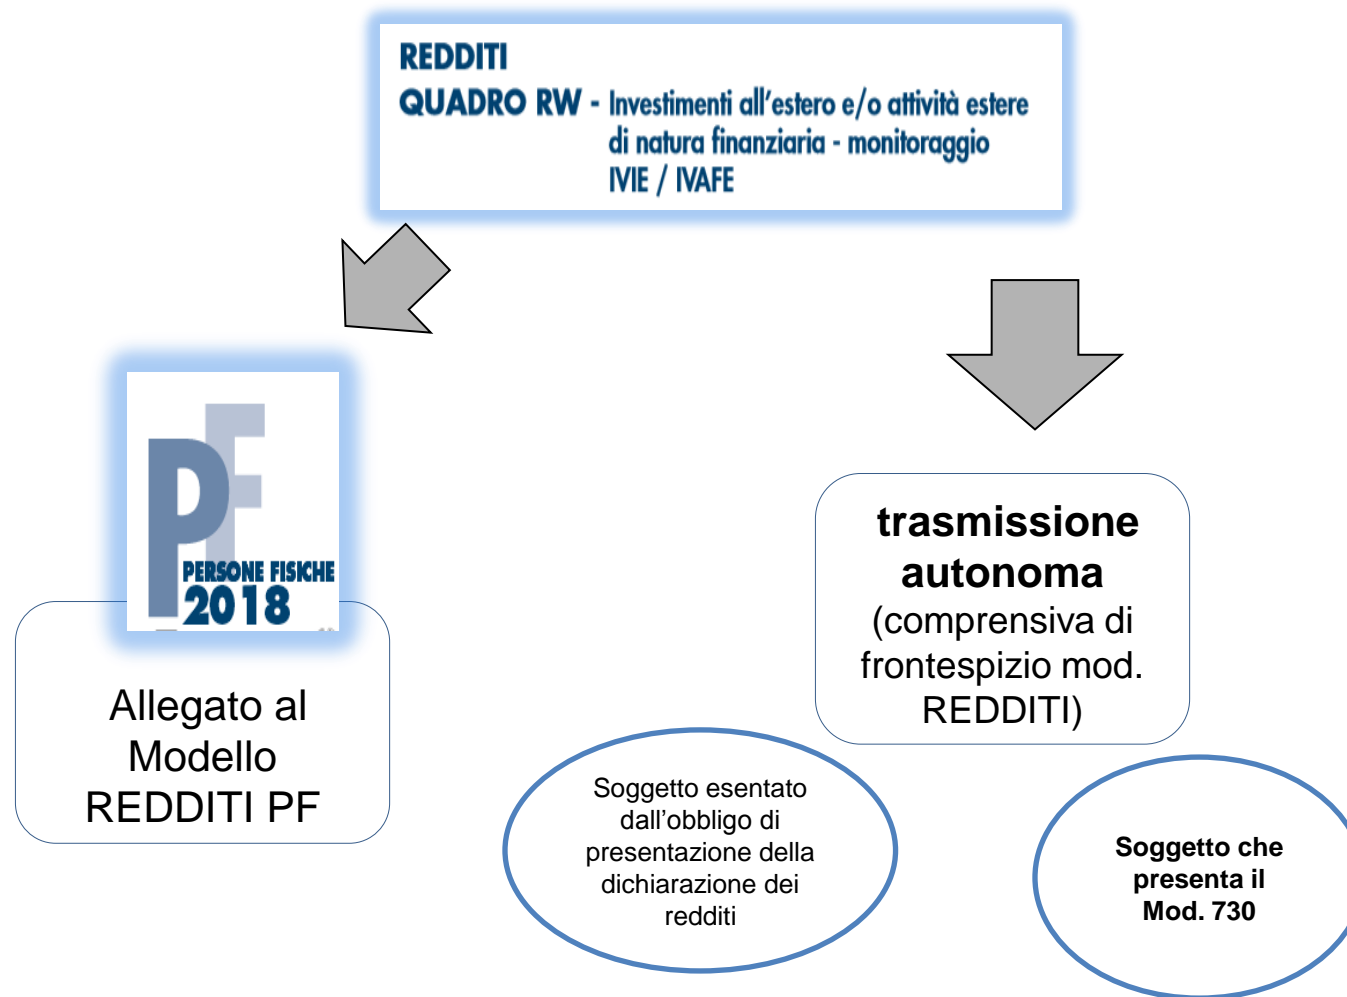 REDDITI
QUADRO RW - Investimenti all'estero e/o attività estere
di natura finanziaria - monitoraggio
IVIE / IVAFE
PF
PERSONE FISICHE
2018
Allegato al
Modello
REDDITI PF
trasmissione
autonoma
(comprensiva di
frontespizio mod.
REDDITI)
Soggetto esentato
dall'obbligo di
presentazione della
dichiarazione dei
redditi
Soggetto che
presenta il
Mod. 730